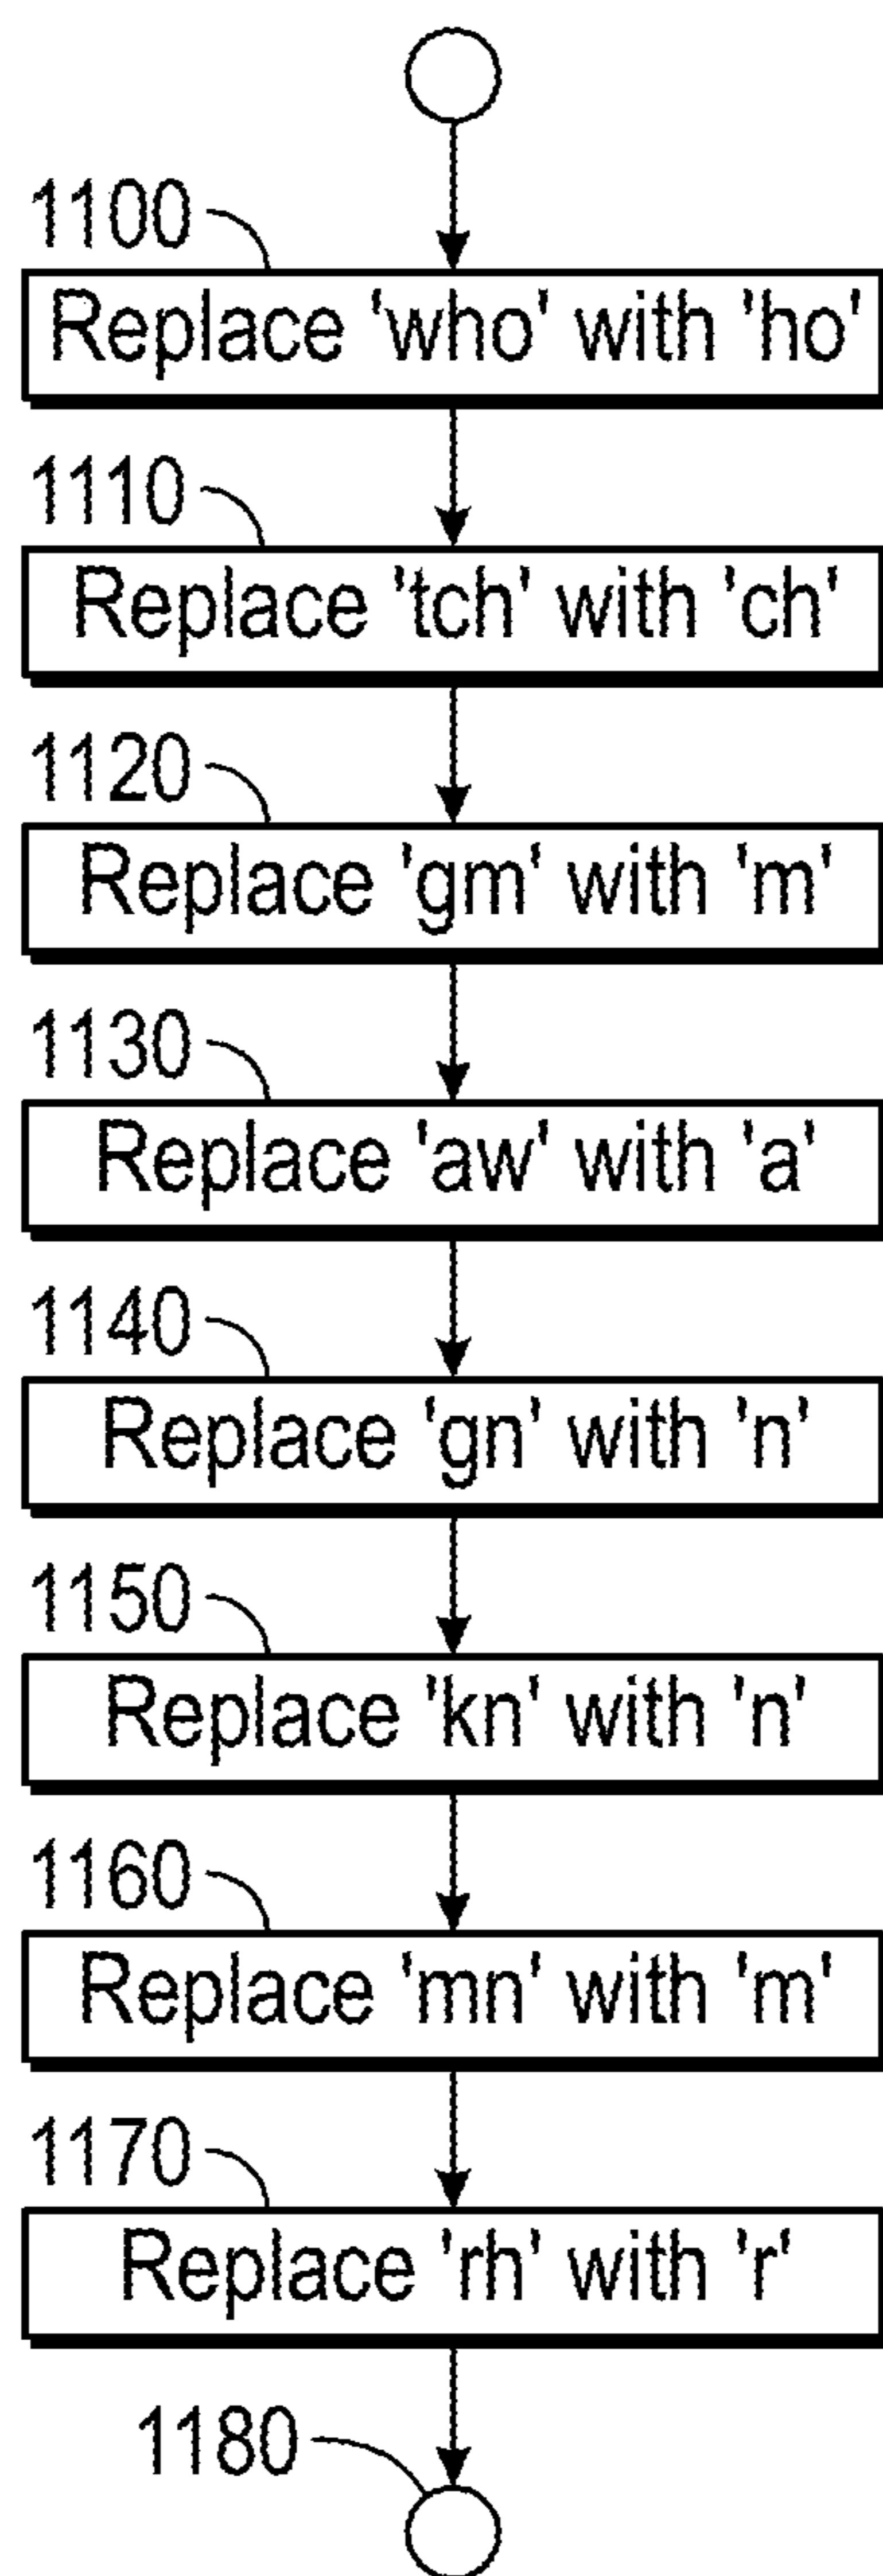 1100
Replace 'who' with 'ho'
1110
Replace 'tch' with 'ch'
1120
Replace 'gm' with 'm'
1130
Replace 'aw' with 'a'
1140
Replace 'gn' with 'n'
1150
Replace 'kn' with 'n'
1160
Replace 'mn' with 'm'
1170
Replace 'rh' with 'r'
1180